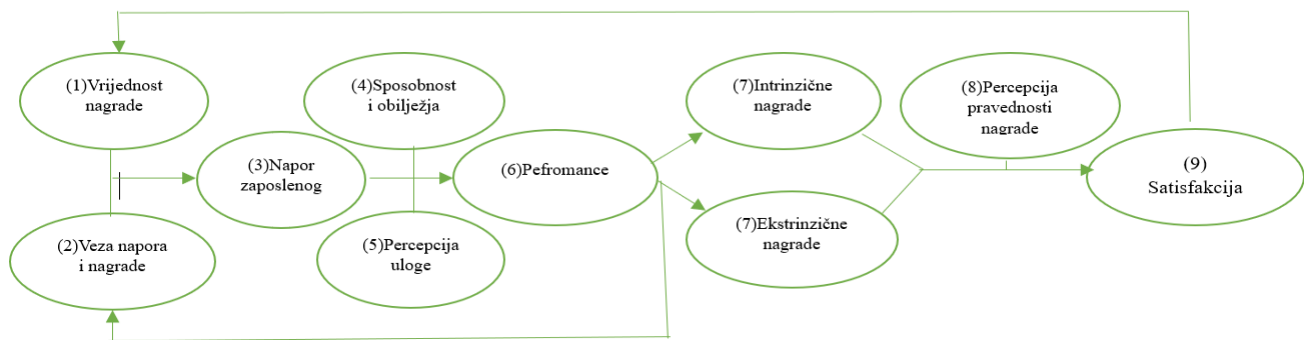 (1)Vrijednost
nagrade
(2)Veza napora
i nagrade
(3)Napor
zaposlenog
(4)Sposobnost
i obilježja
(5)Percepcija
uloge
(6)Pefromance
(7)Intrinzične
nagrade
(7)Ekstrinzične
nagrade
(8)Percepcija
pravednosti
nagrade
(9)
Satisfakcija